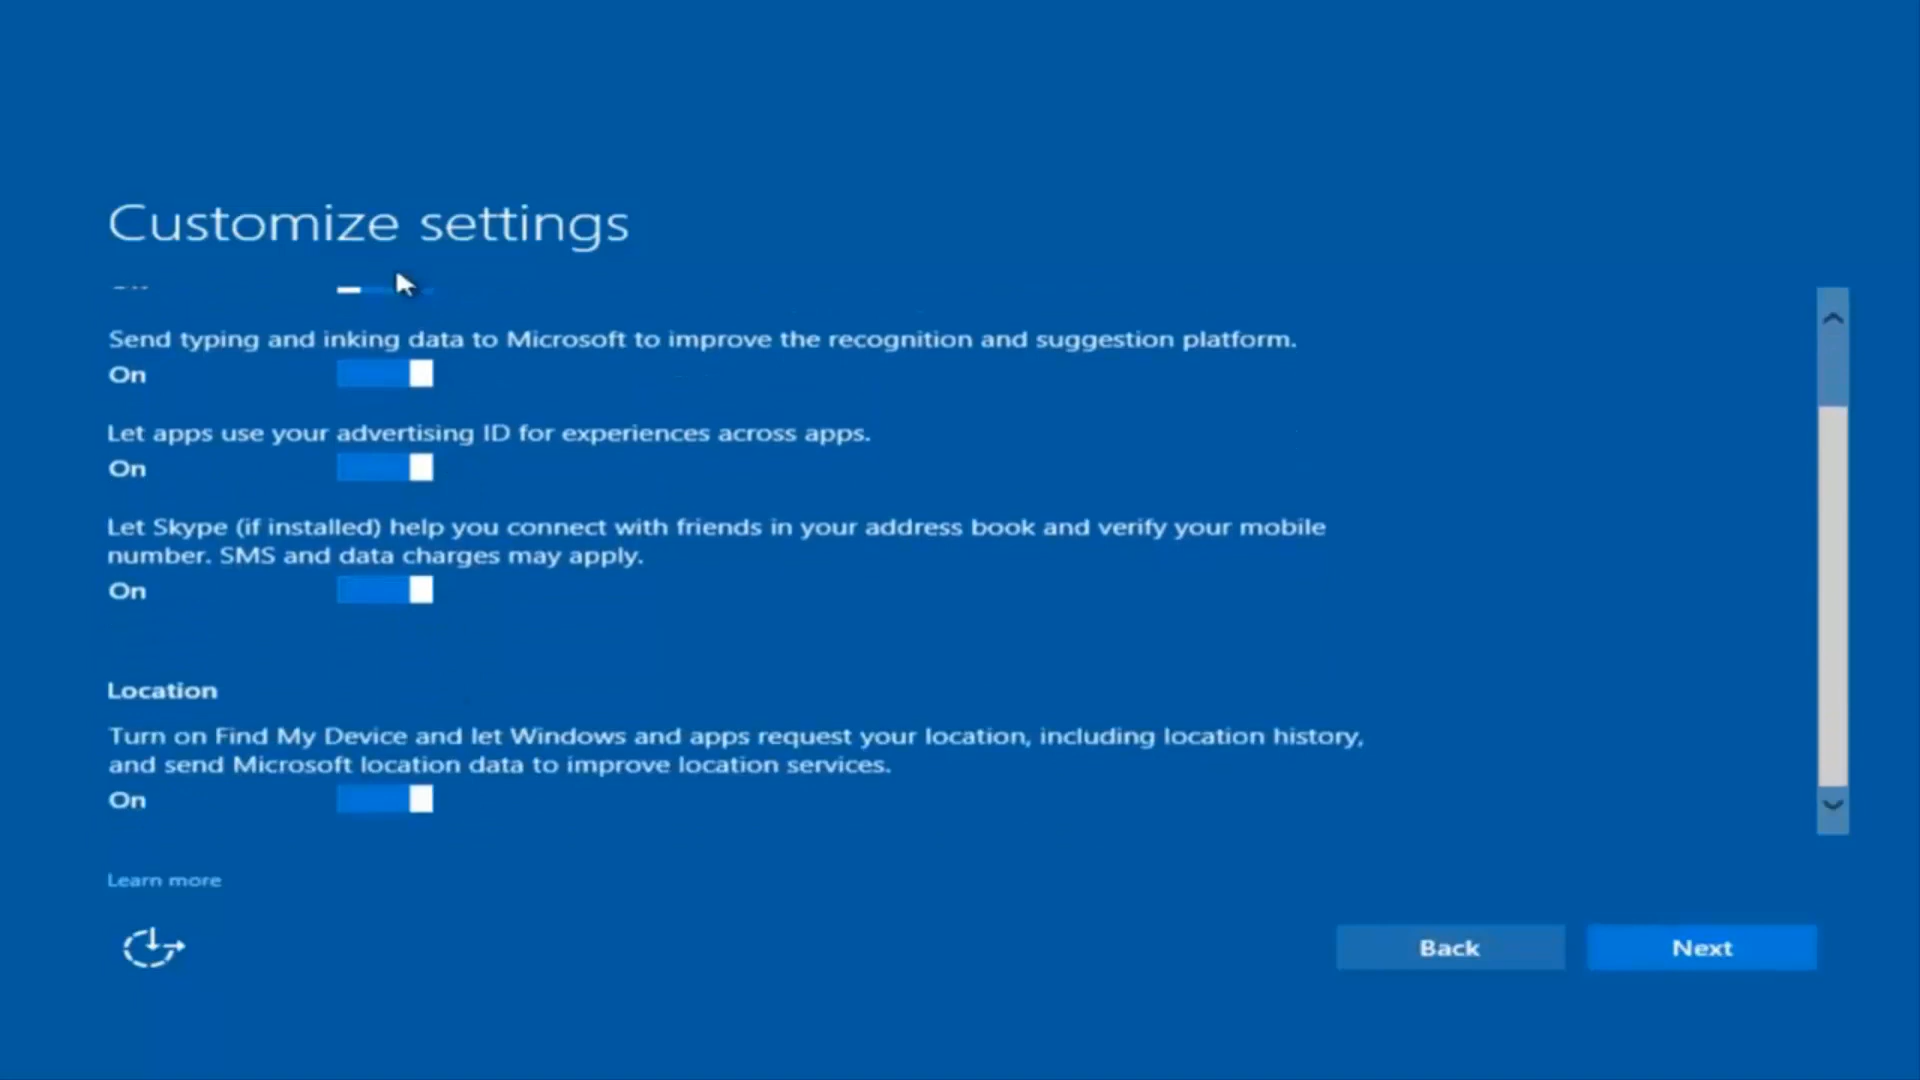 Customize settings
Send typing and inking data to Microsoft to improve the recognition and suggestion platform.
On
Let apps use your advertising ID for experiences across apps.
On
Let Skype (if installed) help you connect with friends in your address book and verify your mobile
number. SMS and data charges may apply.
On
Location
Turn on Find My Device and let Windows and apps request your location, including location history,
and send Microsoft location data to improve location services.
On
Learn more
Back
Next